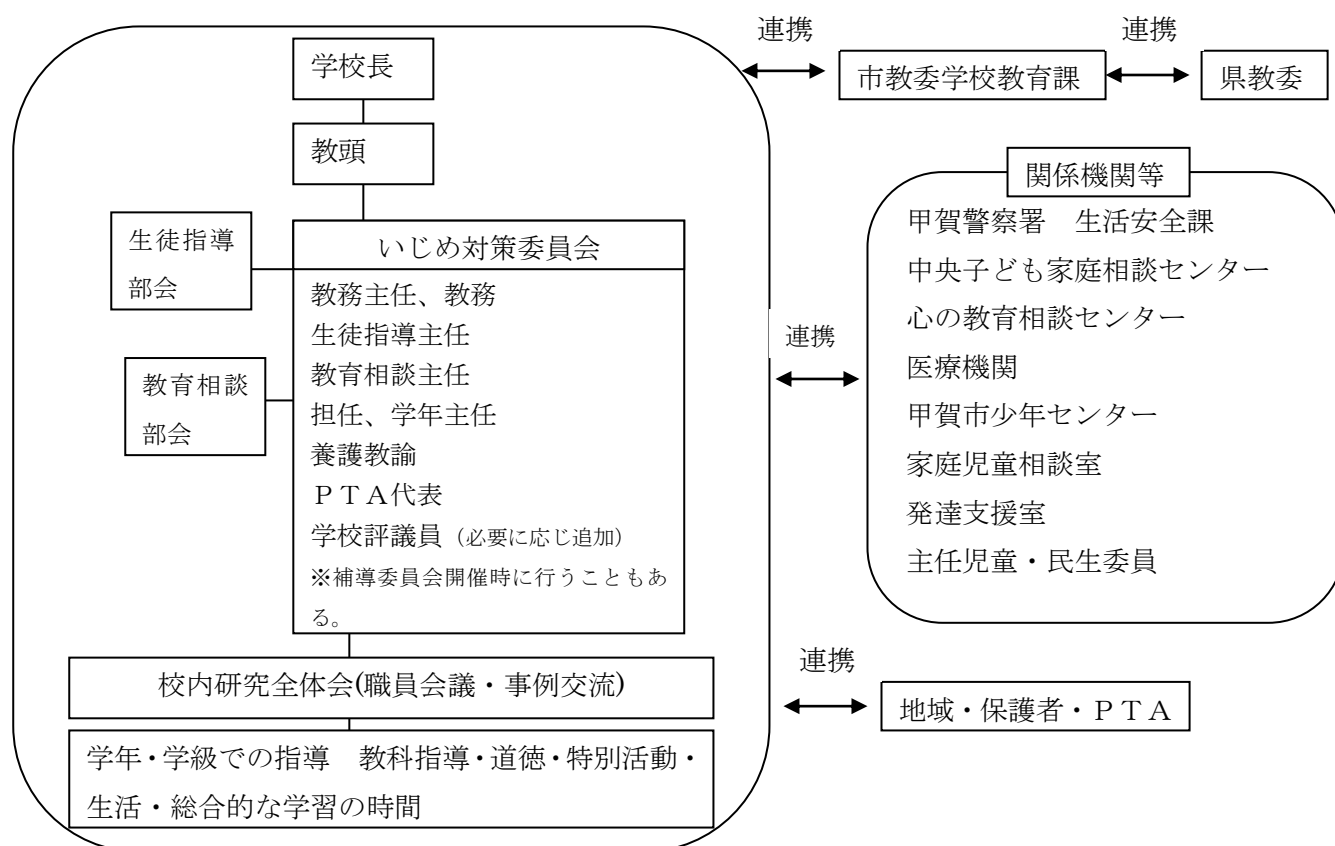 学校長
教頭
生徒指導
部会
教育相談
部会
いじめ対策委員会
教務主任、教務
生徒指導主任
教育相談主任
担任、学年主任
養護教諭
ＰＴＡ代表
学校評議員（必要に応じ追加）
※補導委員会開催時に行うこともあ
る。
校内研究全体会(職員会議・事例交流)
学年・学級での指導　教科指導・道徳・特別活動・
生活・総合的な学習の時間
連携
市教委学校教育課
連携
県教委
連携
関係機関等
甲賀警察署　生活安全課
中央子ども家庭相談センター
心の教育相談センター
医療機関
甲賀市少年センター
家庭児童相談室
発達支援室
主任児童・民生委員
連携
地域・保護者・ＰＴＡ